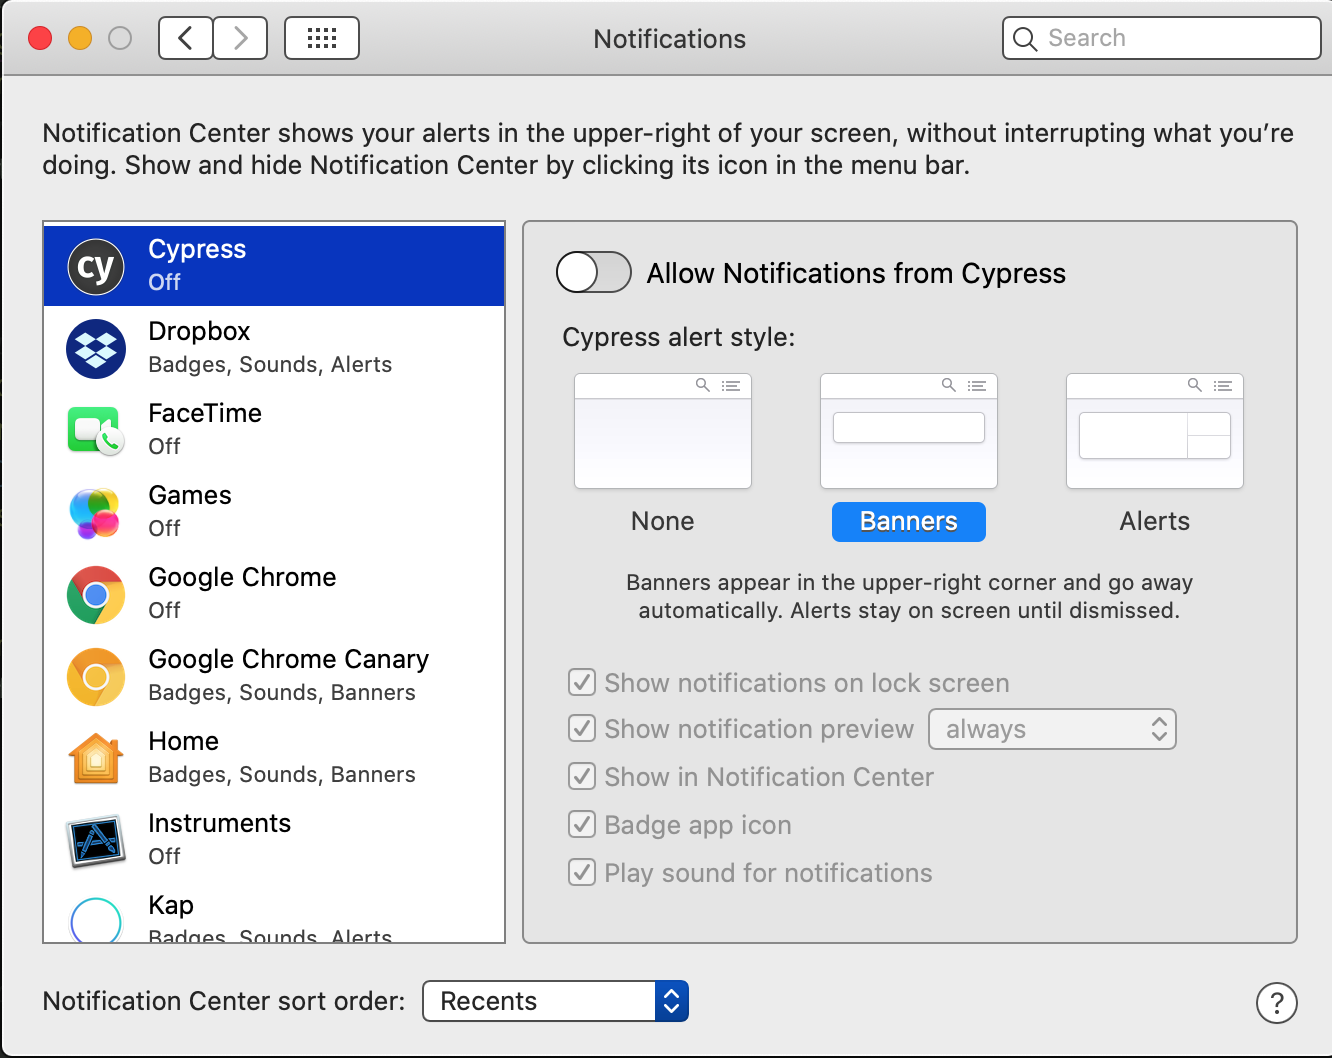 Notifications
Search
Notification Center shows your alerts in the upper-right of your screen, without interrupting what you’re
doing. Show and hide Notification Center by clicking its icon in the menu bar.
cy
Cypress
Off
Dropbox
Badges, Sounds, Alerts
FaceTime
Off
Games
Off
Google Chrome
Off
Google Chrome Canary
Badges, Sounds, Banners
Home
Badges, Sounds, Banners
Instruments
Off
Kap
Badges, Sounds, Alerts
Allow Notifications from Cypress
Cypress alert style:
None
Banners
Alerts
Banners appear in the upper-right corner and go away
automatically. Alerts stay on screen until dismissed.
Show notifications on lock screen
Show notification preview always
Show in Notification Center
Badge app icon
Play sound for notifications
Notification Center sort order: Recents
?